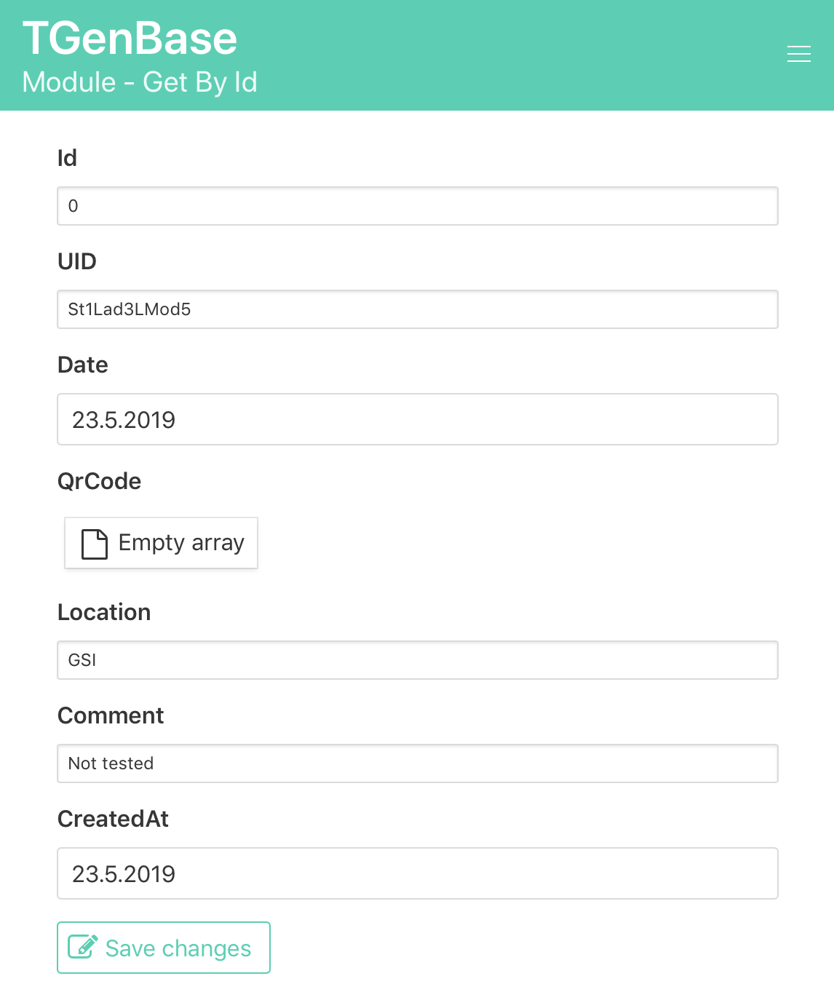 TGenBase
Module - Get By Id
Id
0
UID
St1Lad3LMod5
Date
23.5.2019
QrCode
Empty array
Location
GSI
Comment
Not tested
CreatedAt
23.5.2019
Save changes